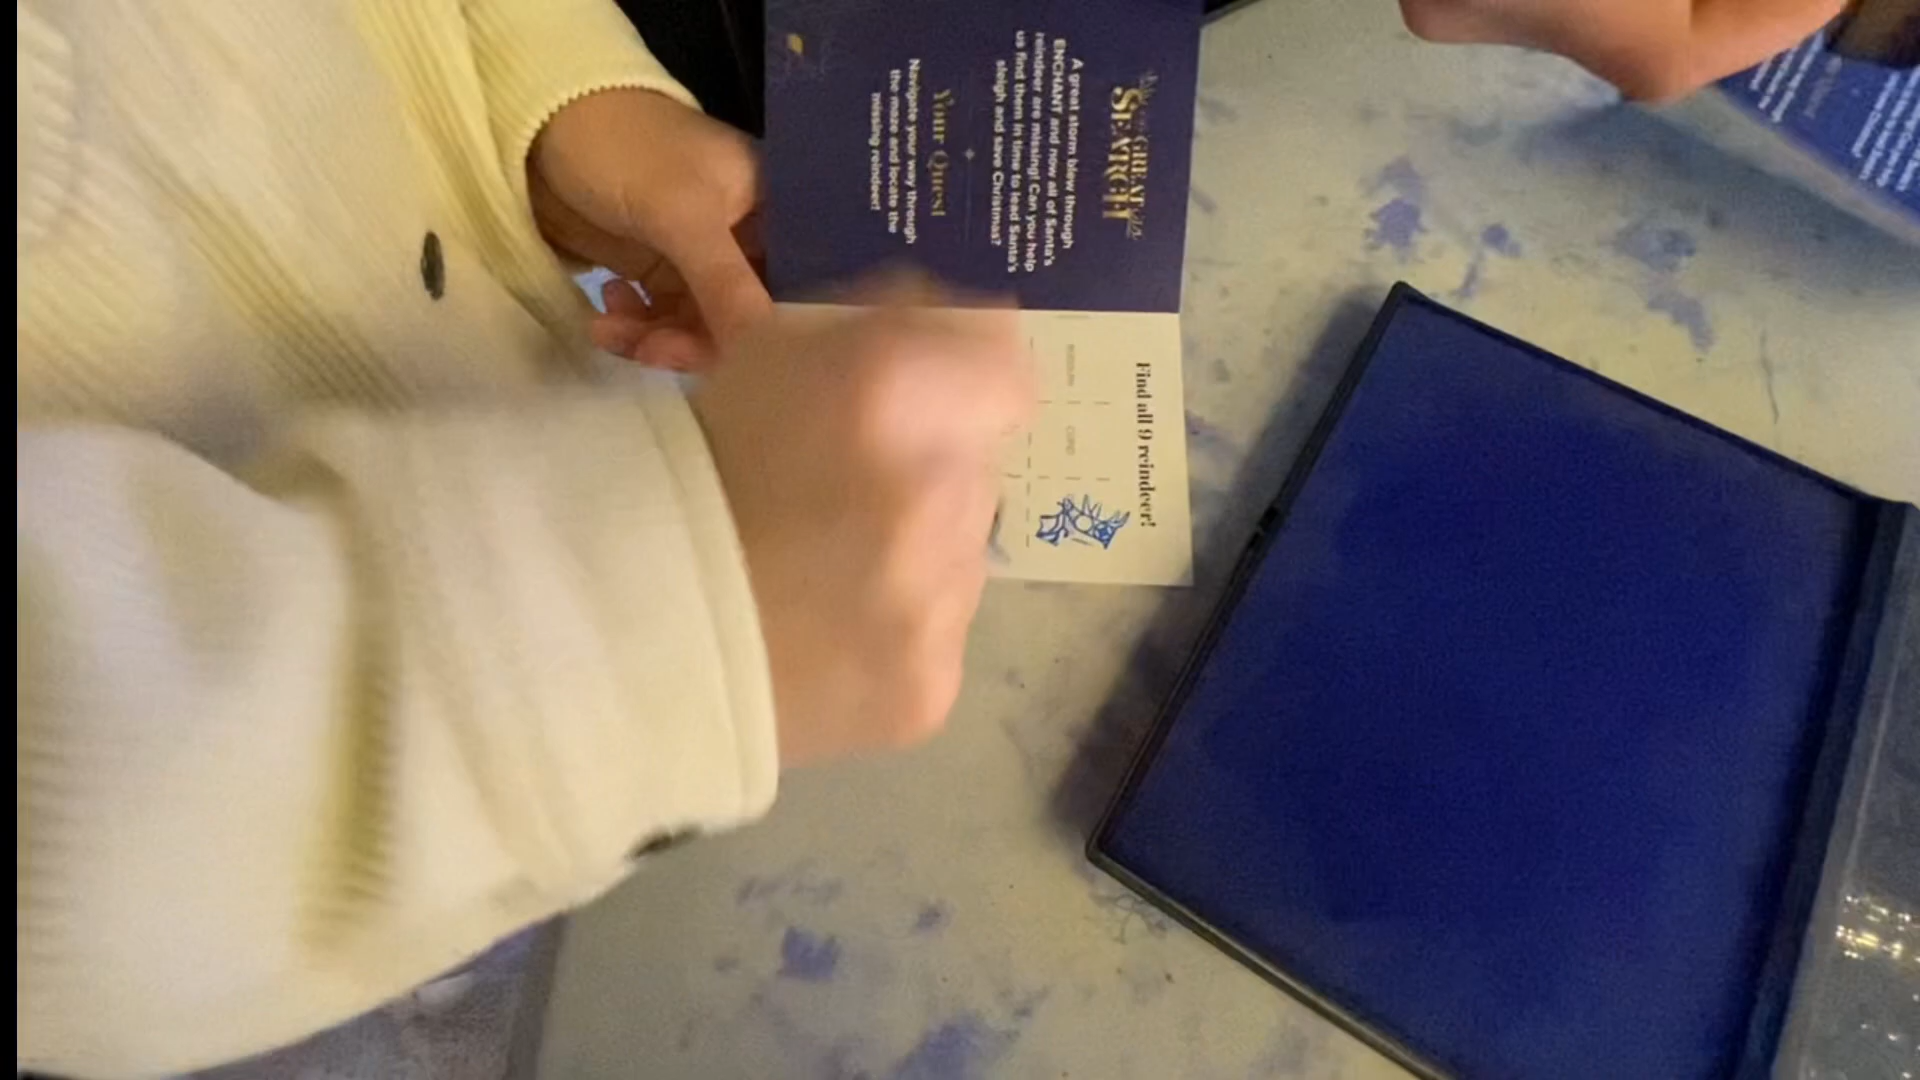 GREAT
SEARCH
A great storm blew through
ENCHANT and now all of Santa's
reindeer are missing! Can you help
us find them in time to lead Santa's
sleigh and save Christmas?
Your Quest
Navigate your way through
the maze and locate the
missing reindeer!
Find all 9 reindeer!
RUDOLPH
CUPID